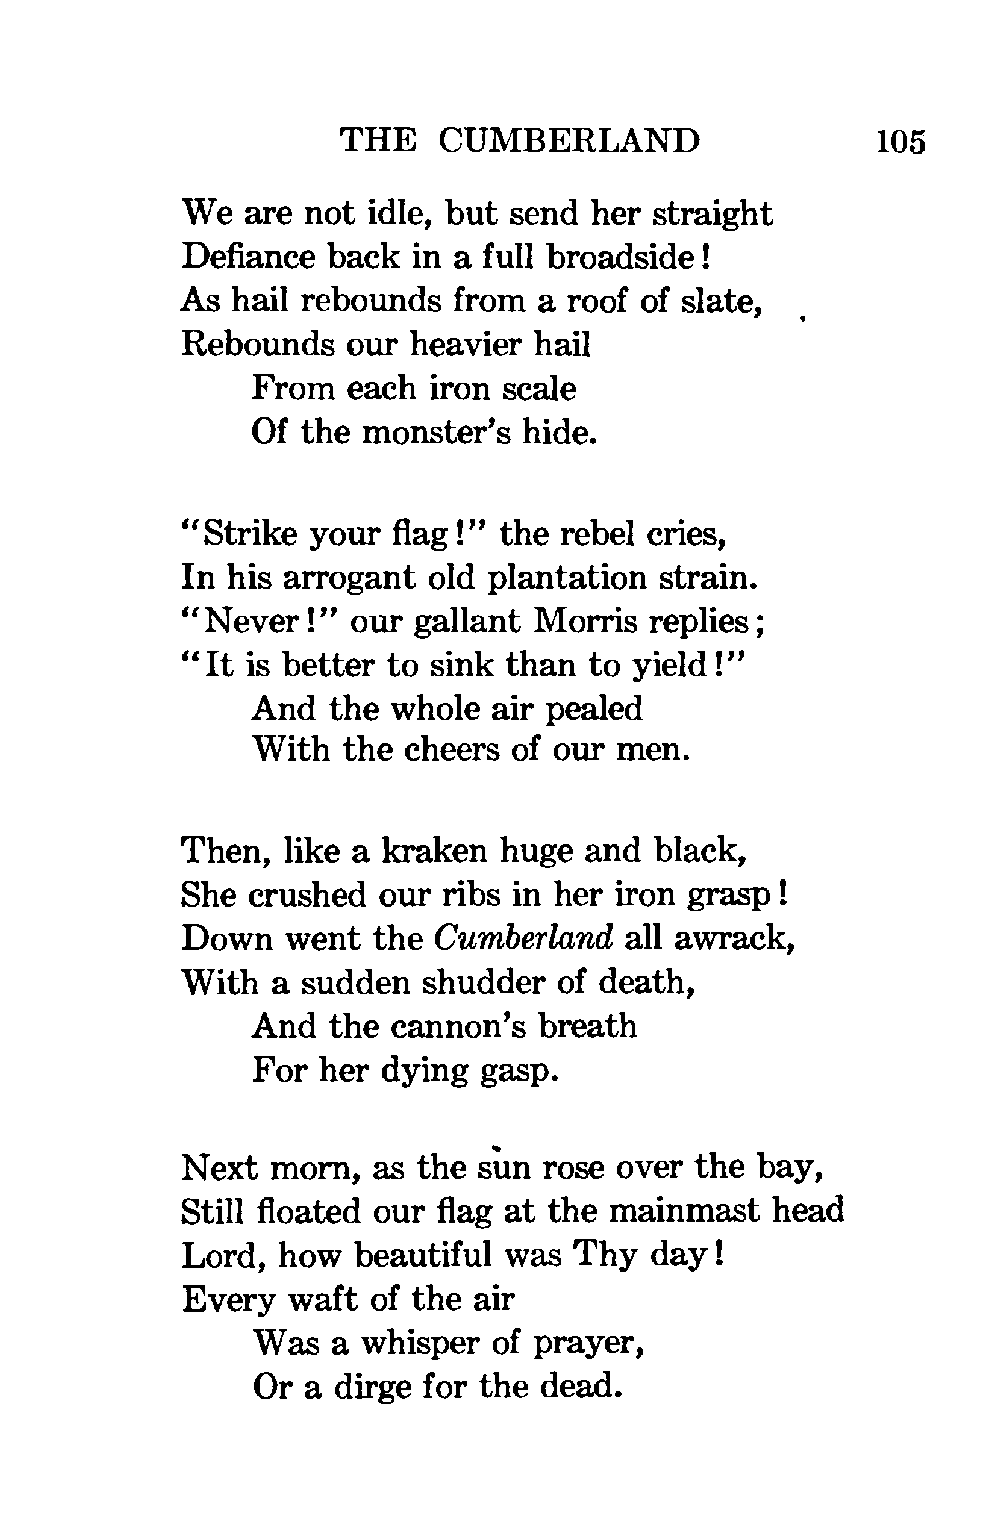 THE CUMBERLAND 105
We are not idle, but send her straight
Defiance back in a full broadside!
As hail rebounds from a roof of slate,
Rebounds our heavier hail
From each iron scale
Of the monster's hide.
"Strike your flag!" the rebel cries,
In his arrogant old plantation strain.
"Never!" our gallant Morris replies;
"It is better to sink than to yield!"
And the whole air pealed
With the cheers of our men.
Then, like a kraken huge and black,
She crushed our ribs in her iron grasp!
Down went the Cumberland all awrack,
With a sudden shudder of death,
And the cannon's breath
For her dying gasp.
Next morn, as the sun rose over the bay,
Still floated our flag at the mainmast head
Lord, how beautiful was Thy day!
Every waft of the air
Was a whisper of prayer,
Or a dirge for the dead.